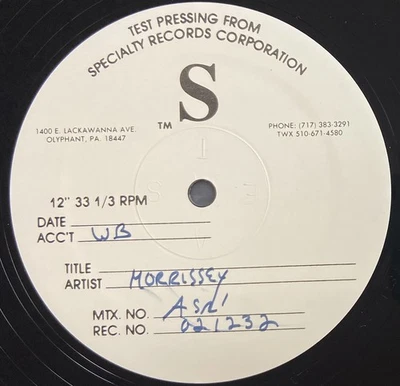 TEST PRESSING FROM
SPECIALTY RECORDS CORPORATION
S
TM
1400 E. LACKAWANNA AVE.
OLYPHANT, PA. 18447
PHONE: (717) 383-3291
TWX 510-671-4580
12" 33 1/3 RPM
DATE
ACC'T WB
TITLE
ARTIST MORRISSEY
MTX. NO.
REC. NO. 021232